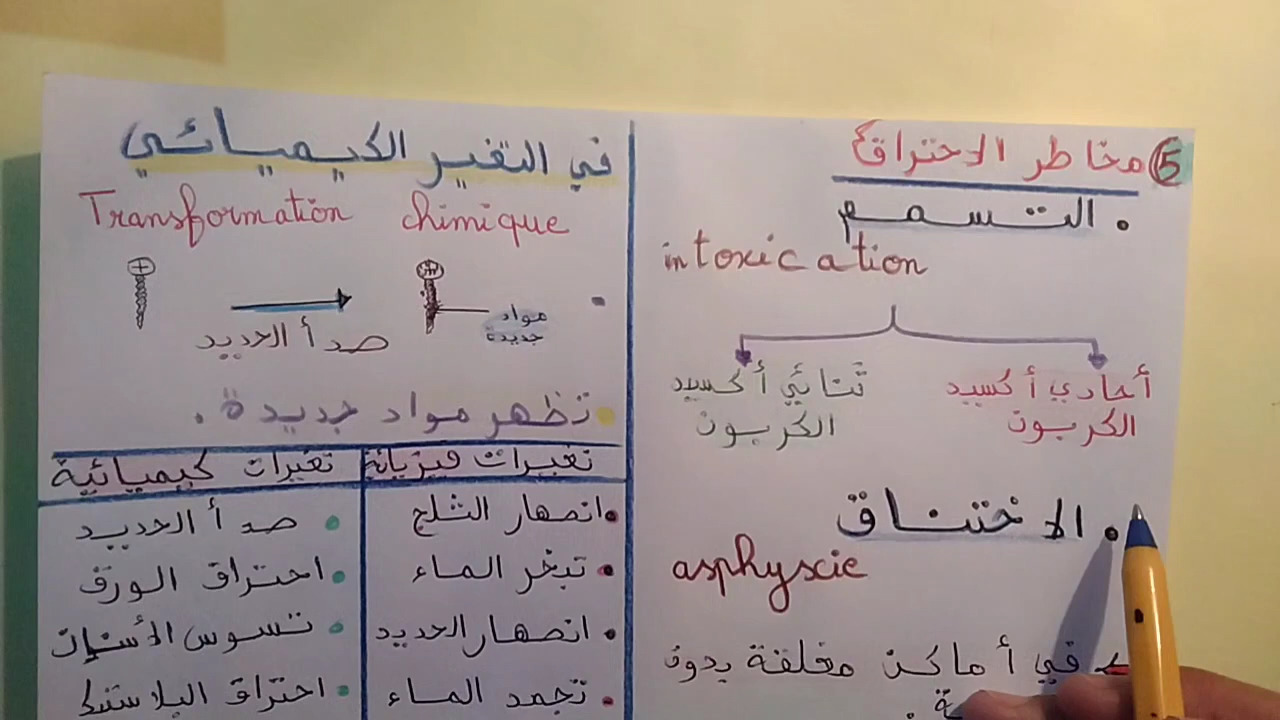 5 مخاطر الاحتراق
• التسمم
intoxication
أحادي أكسيد الكربون
ثنائي أكسيد الكربون
• الاختناق
asphyscie
في أماكن مغلقة بدون
في التغير الكيميائي
Transformation chimique
صدأ الحديد
مواد جديدة
تظهر مواد جديدة.
تغيرات فيزيائية
تغيرات كيميائية
• انصهار الثلج
• صدأ الحديد
• تبخر الماء
• احتراق الورق
• انصهار الحديد
• تسوس الأسنان
• تجمد الماء
• احتراق البلاستيك